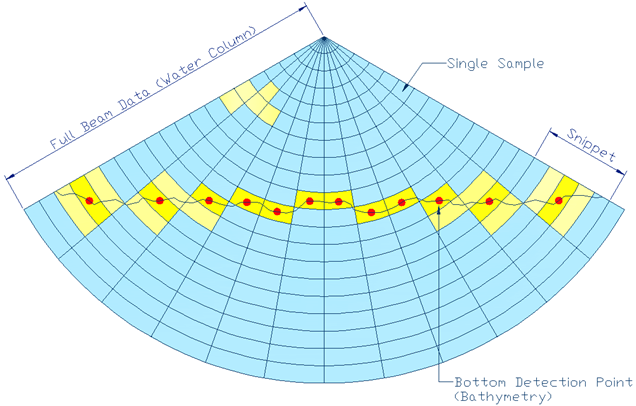 Full Beam Data (Water Column)
Single Sample
Snippet
Bottom Detection Point
(Bathymetry)